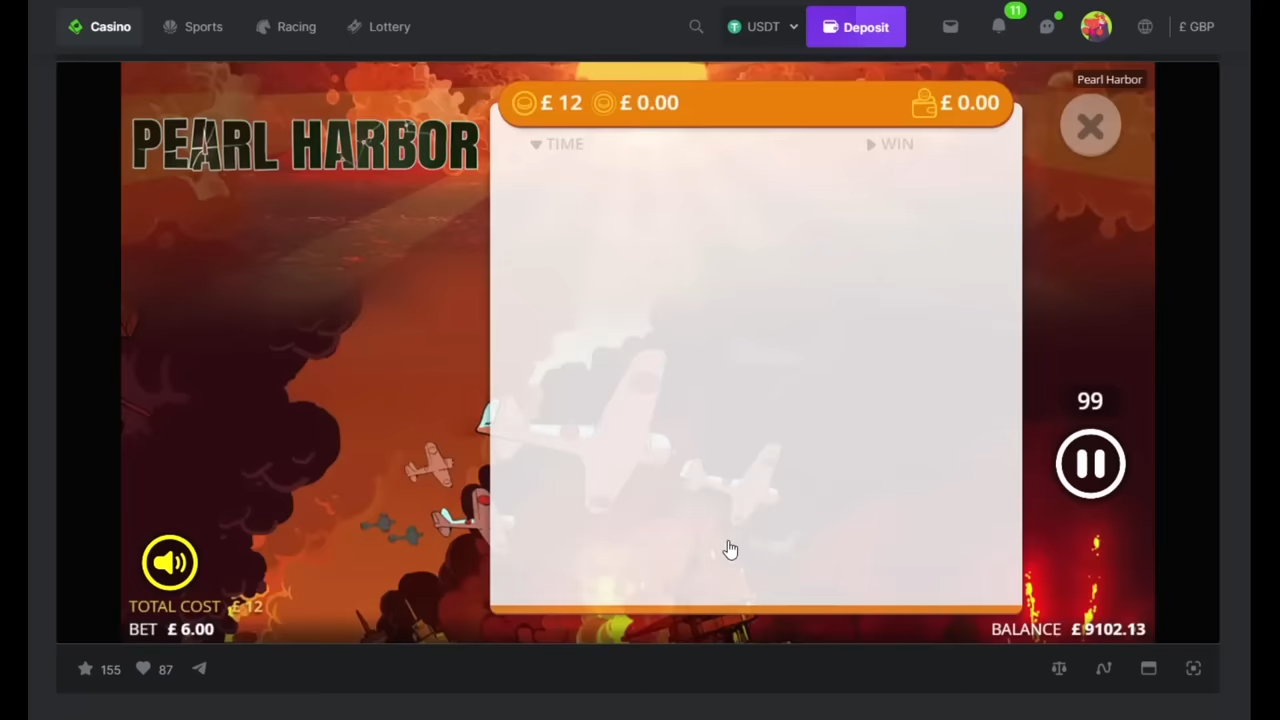 Casino Sports Racing Lottery USDT Deposit 11 £ GBP
Pearl Harbor
£ 12 £ 0.00 £ 0.00
PEARL HARBOR
TIME WIN
99
TOTAL COST £ 12
BET £ 6.00
BALANCE £ 9102.13
155 87